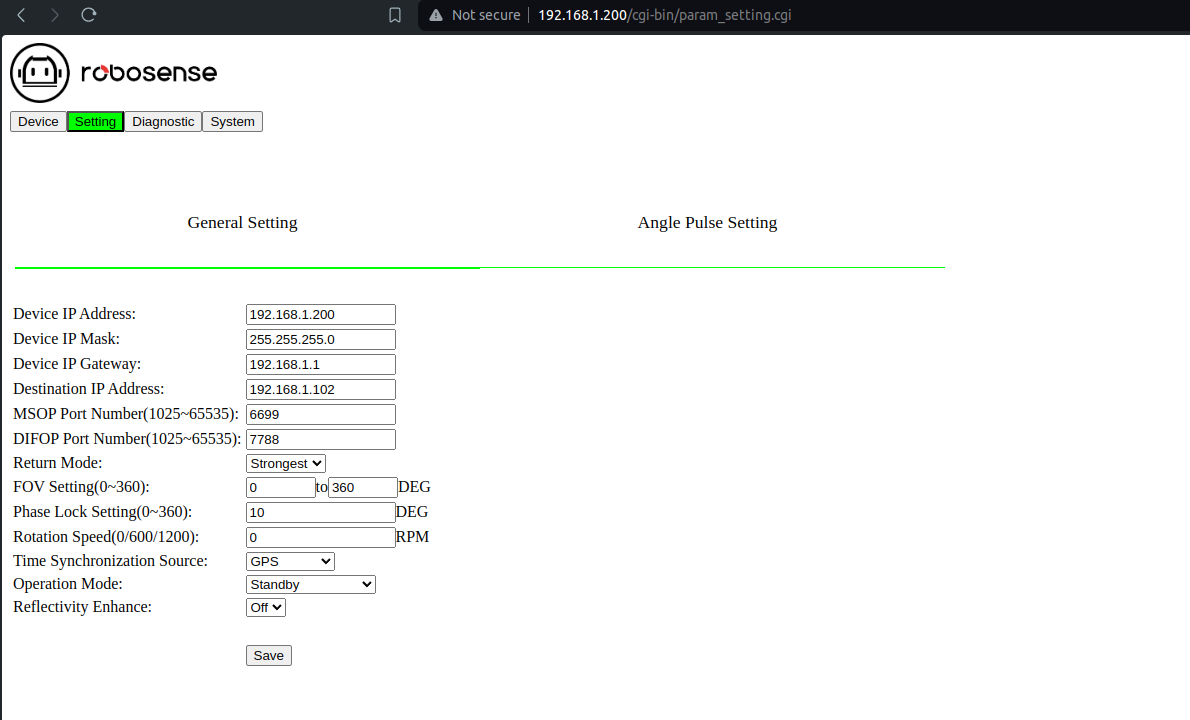 Not secure 192.168.1.200/cgi-bin/param_setting.cgi
robosense
Device Setting Diagnostic System
General Setting Angle Pulse Setting
Device IP Address: 192.168.1.200
Device IP Mask: 255.255.255.0
Device IP Gateway: 192.168.1.1
Destination IP Address: 192.168.1.102
MSOP Port Number(1025~65535): 6699
DIFOP Port Number(1025~65535): 7788
Return Mode: Strongest
FOV Setting(0~360): 0 to 360 DEG
Phase Lock Setting(0~360): 10 DEG
Rotation Speed(0/600/1200): 0 RPM
Time Synchronization Source: GPS
Operation Mode: Standby
Reflectivity Enhance: Off
Save